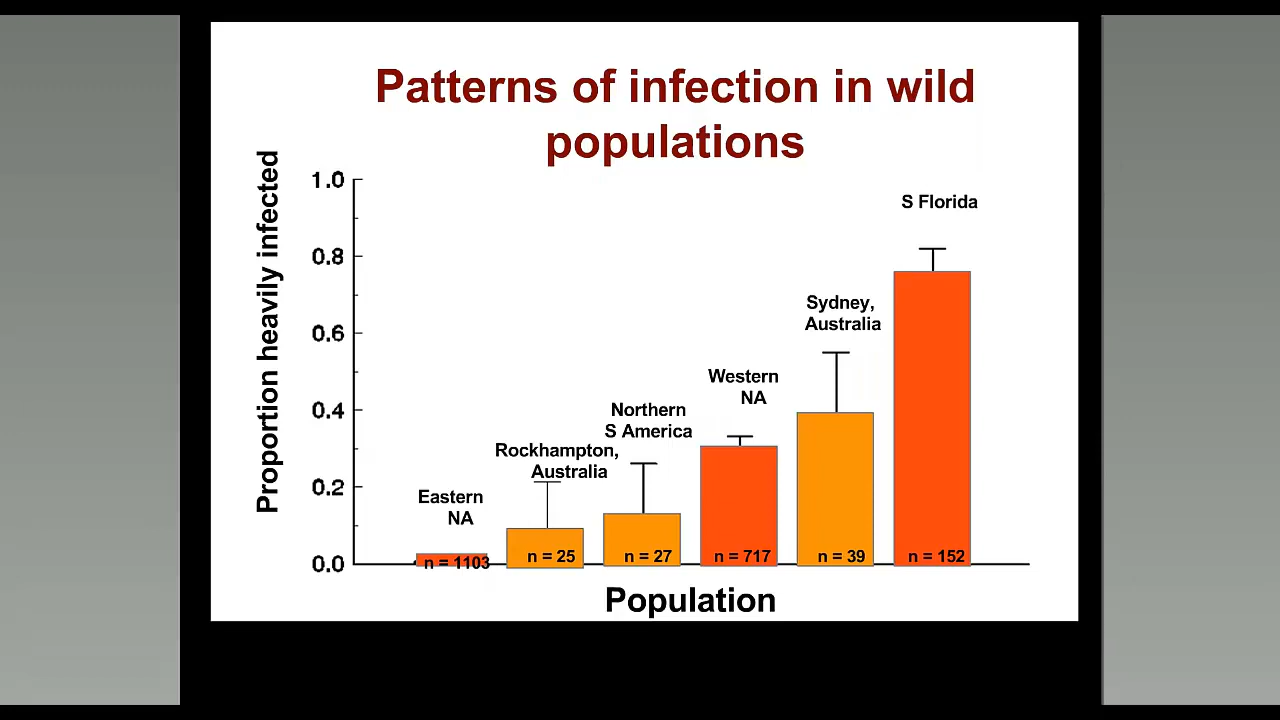 Patterns of infection in wild
populations
Proportion heavily infected
1.0
0.8
0.6
0.4
0.2
0.0
Eastern
NA
Rockhampton,
Australia
Northern
S America
Western
NA
Sydney,
Australia
S Florida
n = 1103
n = 25
n = 27
n = 717
n = 39
n = 152
Population